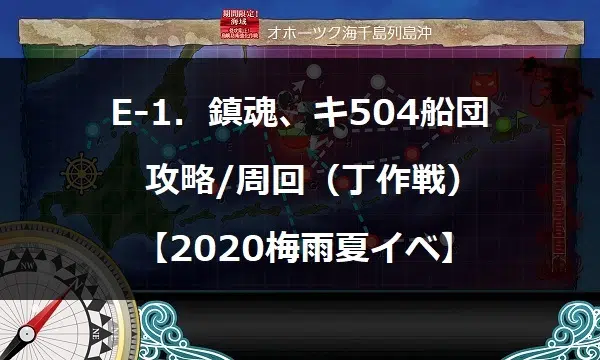 期間限定!
海域
オホーツク海千島列島沖
E-1. 鎮魂、キ504船団
攻略/周回（丁作戦）
【2020梅雨夏イベ】
NW
W
NE